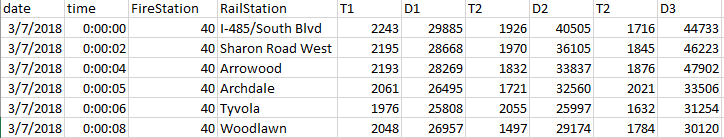 date time FireStation RailStation T1 D1 T2 D2 T2 D3
3/7/2018 0:00:00 40 I-485/South Blvd 2243 29885 1926 40505 1716 44733
3/7/2018 0:00:02 40 Sharon Road West 2195 28668 1970 36105 1845 46223
3/7/2018 0:00:04 40 Arrowood 2193 28269 1832 33837 1876 47902
3/7/2018 0:00:05 40 Archdale 2061 26495 1721 32560 2021 33506
3/7/2018 0:00:06 40 Tyvola 1976 25808 2055 25997 1632 31254
3/7/2018 0:00:08 40 Woodlawn 2048 26957 1497 29174 1784 30120